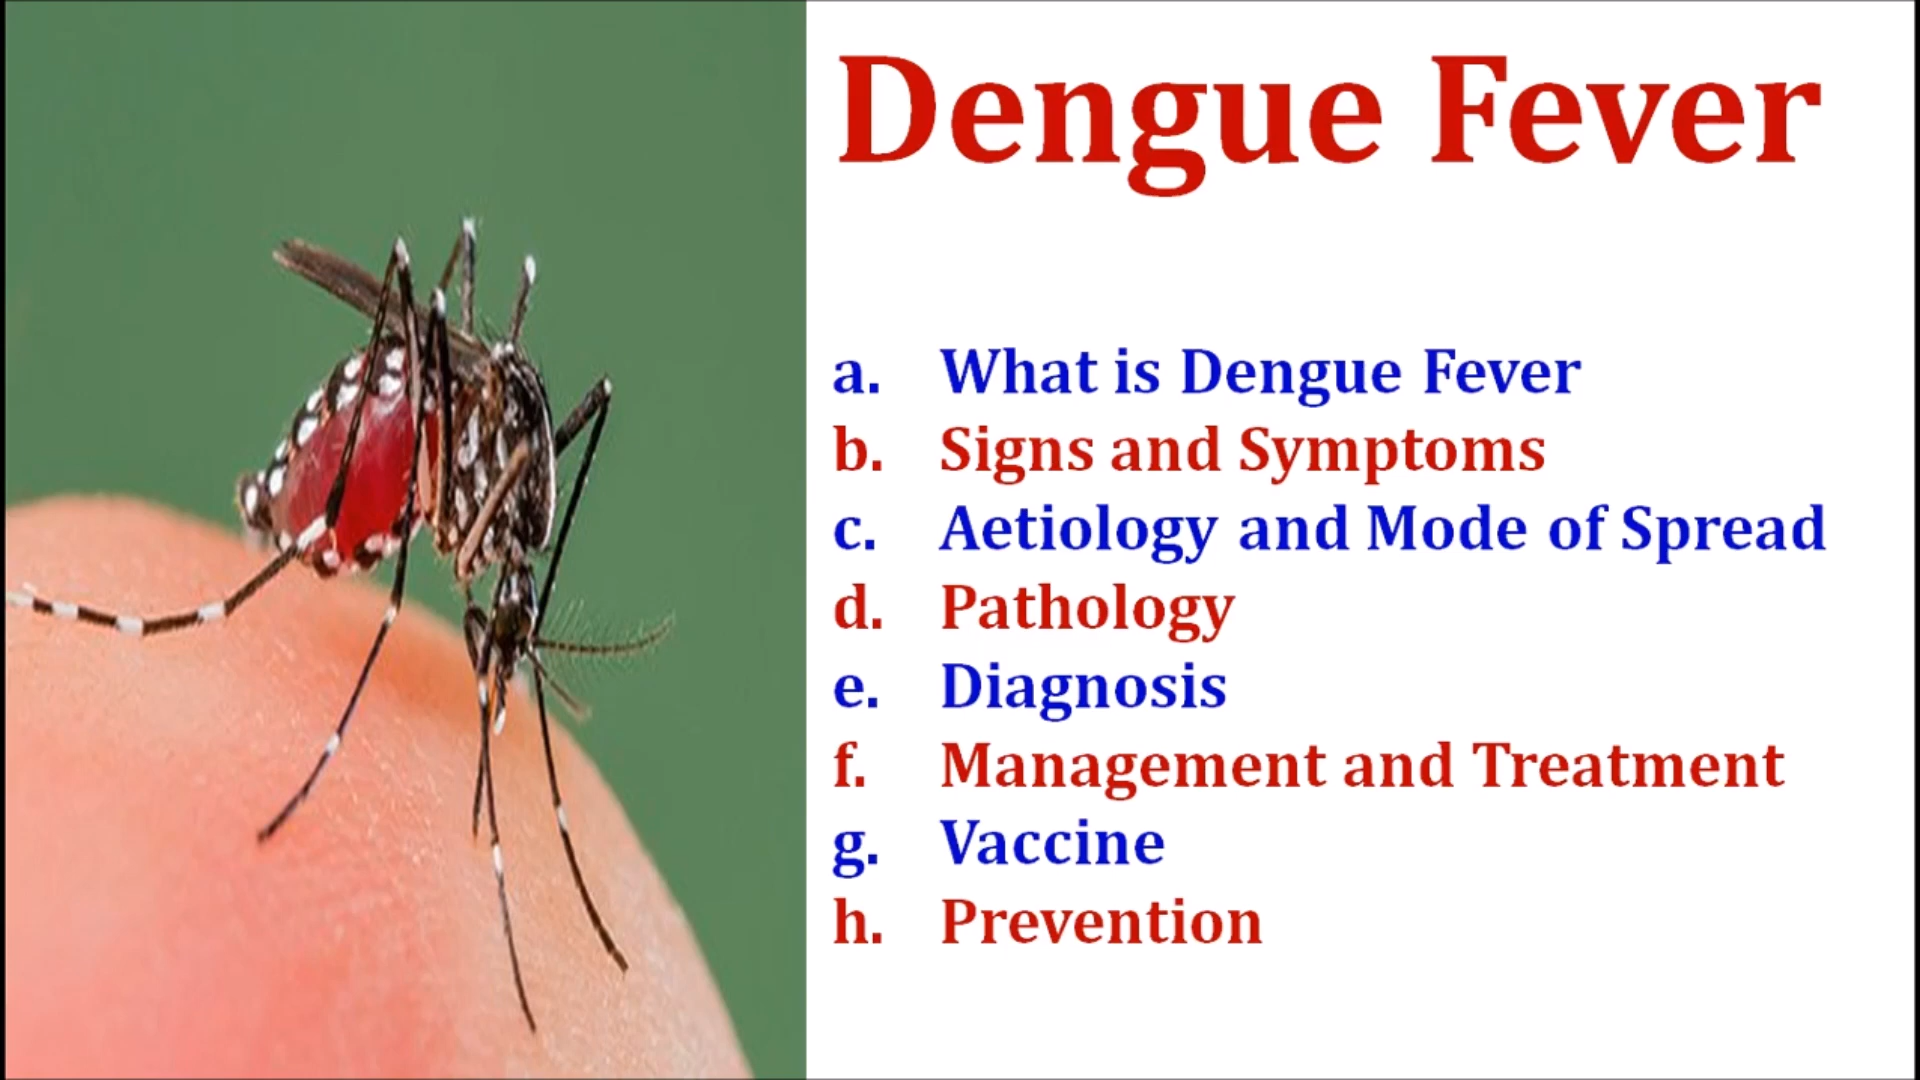 Dengue Fever
a. What is Dengue Fever
b. Signs and Symptoms
c. Aetiology and Mode of Spread
d. Pathology
e. Diagnosis
f. Management and Treatment
g. Vaccine
h. Prevention